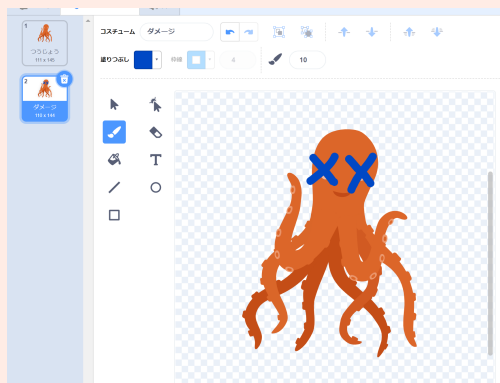 コスチューム ダメージ
塗りつぶし 枠線 4 10
1
つうじょう
111 x 145
2
ダメージ
110 x 144
T